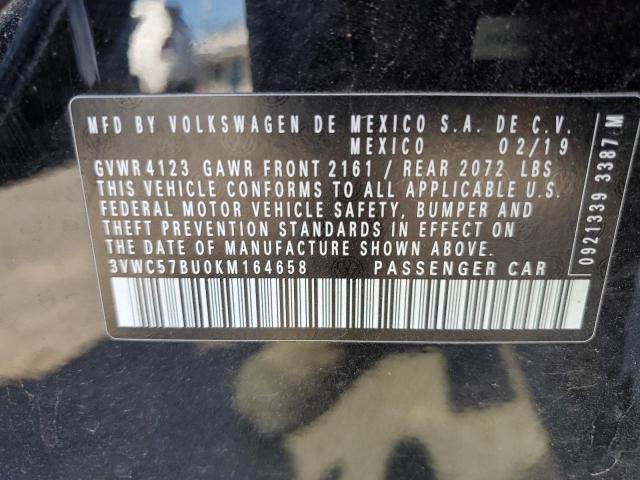 MFD BY VOLKSWAGEN DE MEXICO S.A. DE C.V.
MEXICO 02/19
GVWR 4123 GAWR FRONT 2161 / REAR 2072 LBS
THIS VEHICLE CONFORMS TO ALL APPLICABLE U.S.
FEDERAL MOTOR VEHICLE SAFETY, BUMPER AND
THEFT PREVENTION STANDARDS IN EFFECT ON
THE DATE OF MANUFACTURE SHOWN ABOVE.
3VWC57BU0KM164658 PASSENGER CAR
0921339 3387 M